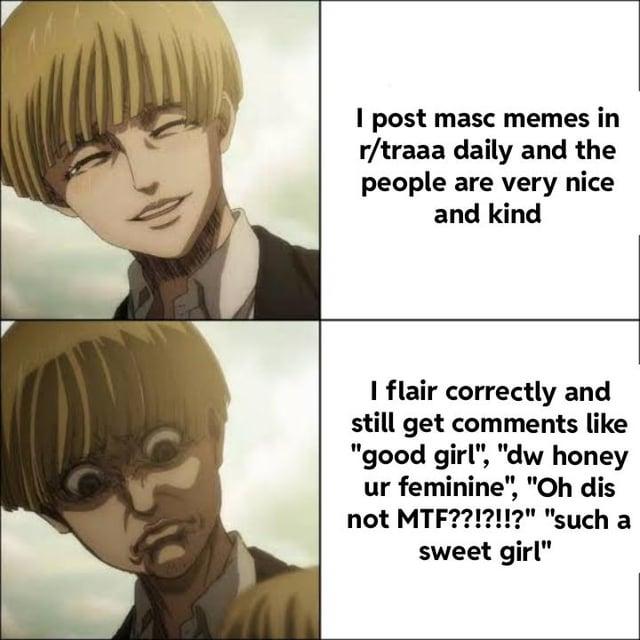 I post masc memes in
r/traaa daily and the
people are very nice
and kind
I flair correctly and
still get comments like
"good girl", "dw honey
ur feminine", "Oh dis
not MTF??!?!!?" "such a
sweet girl"